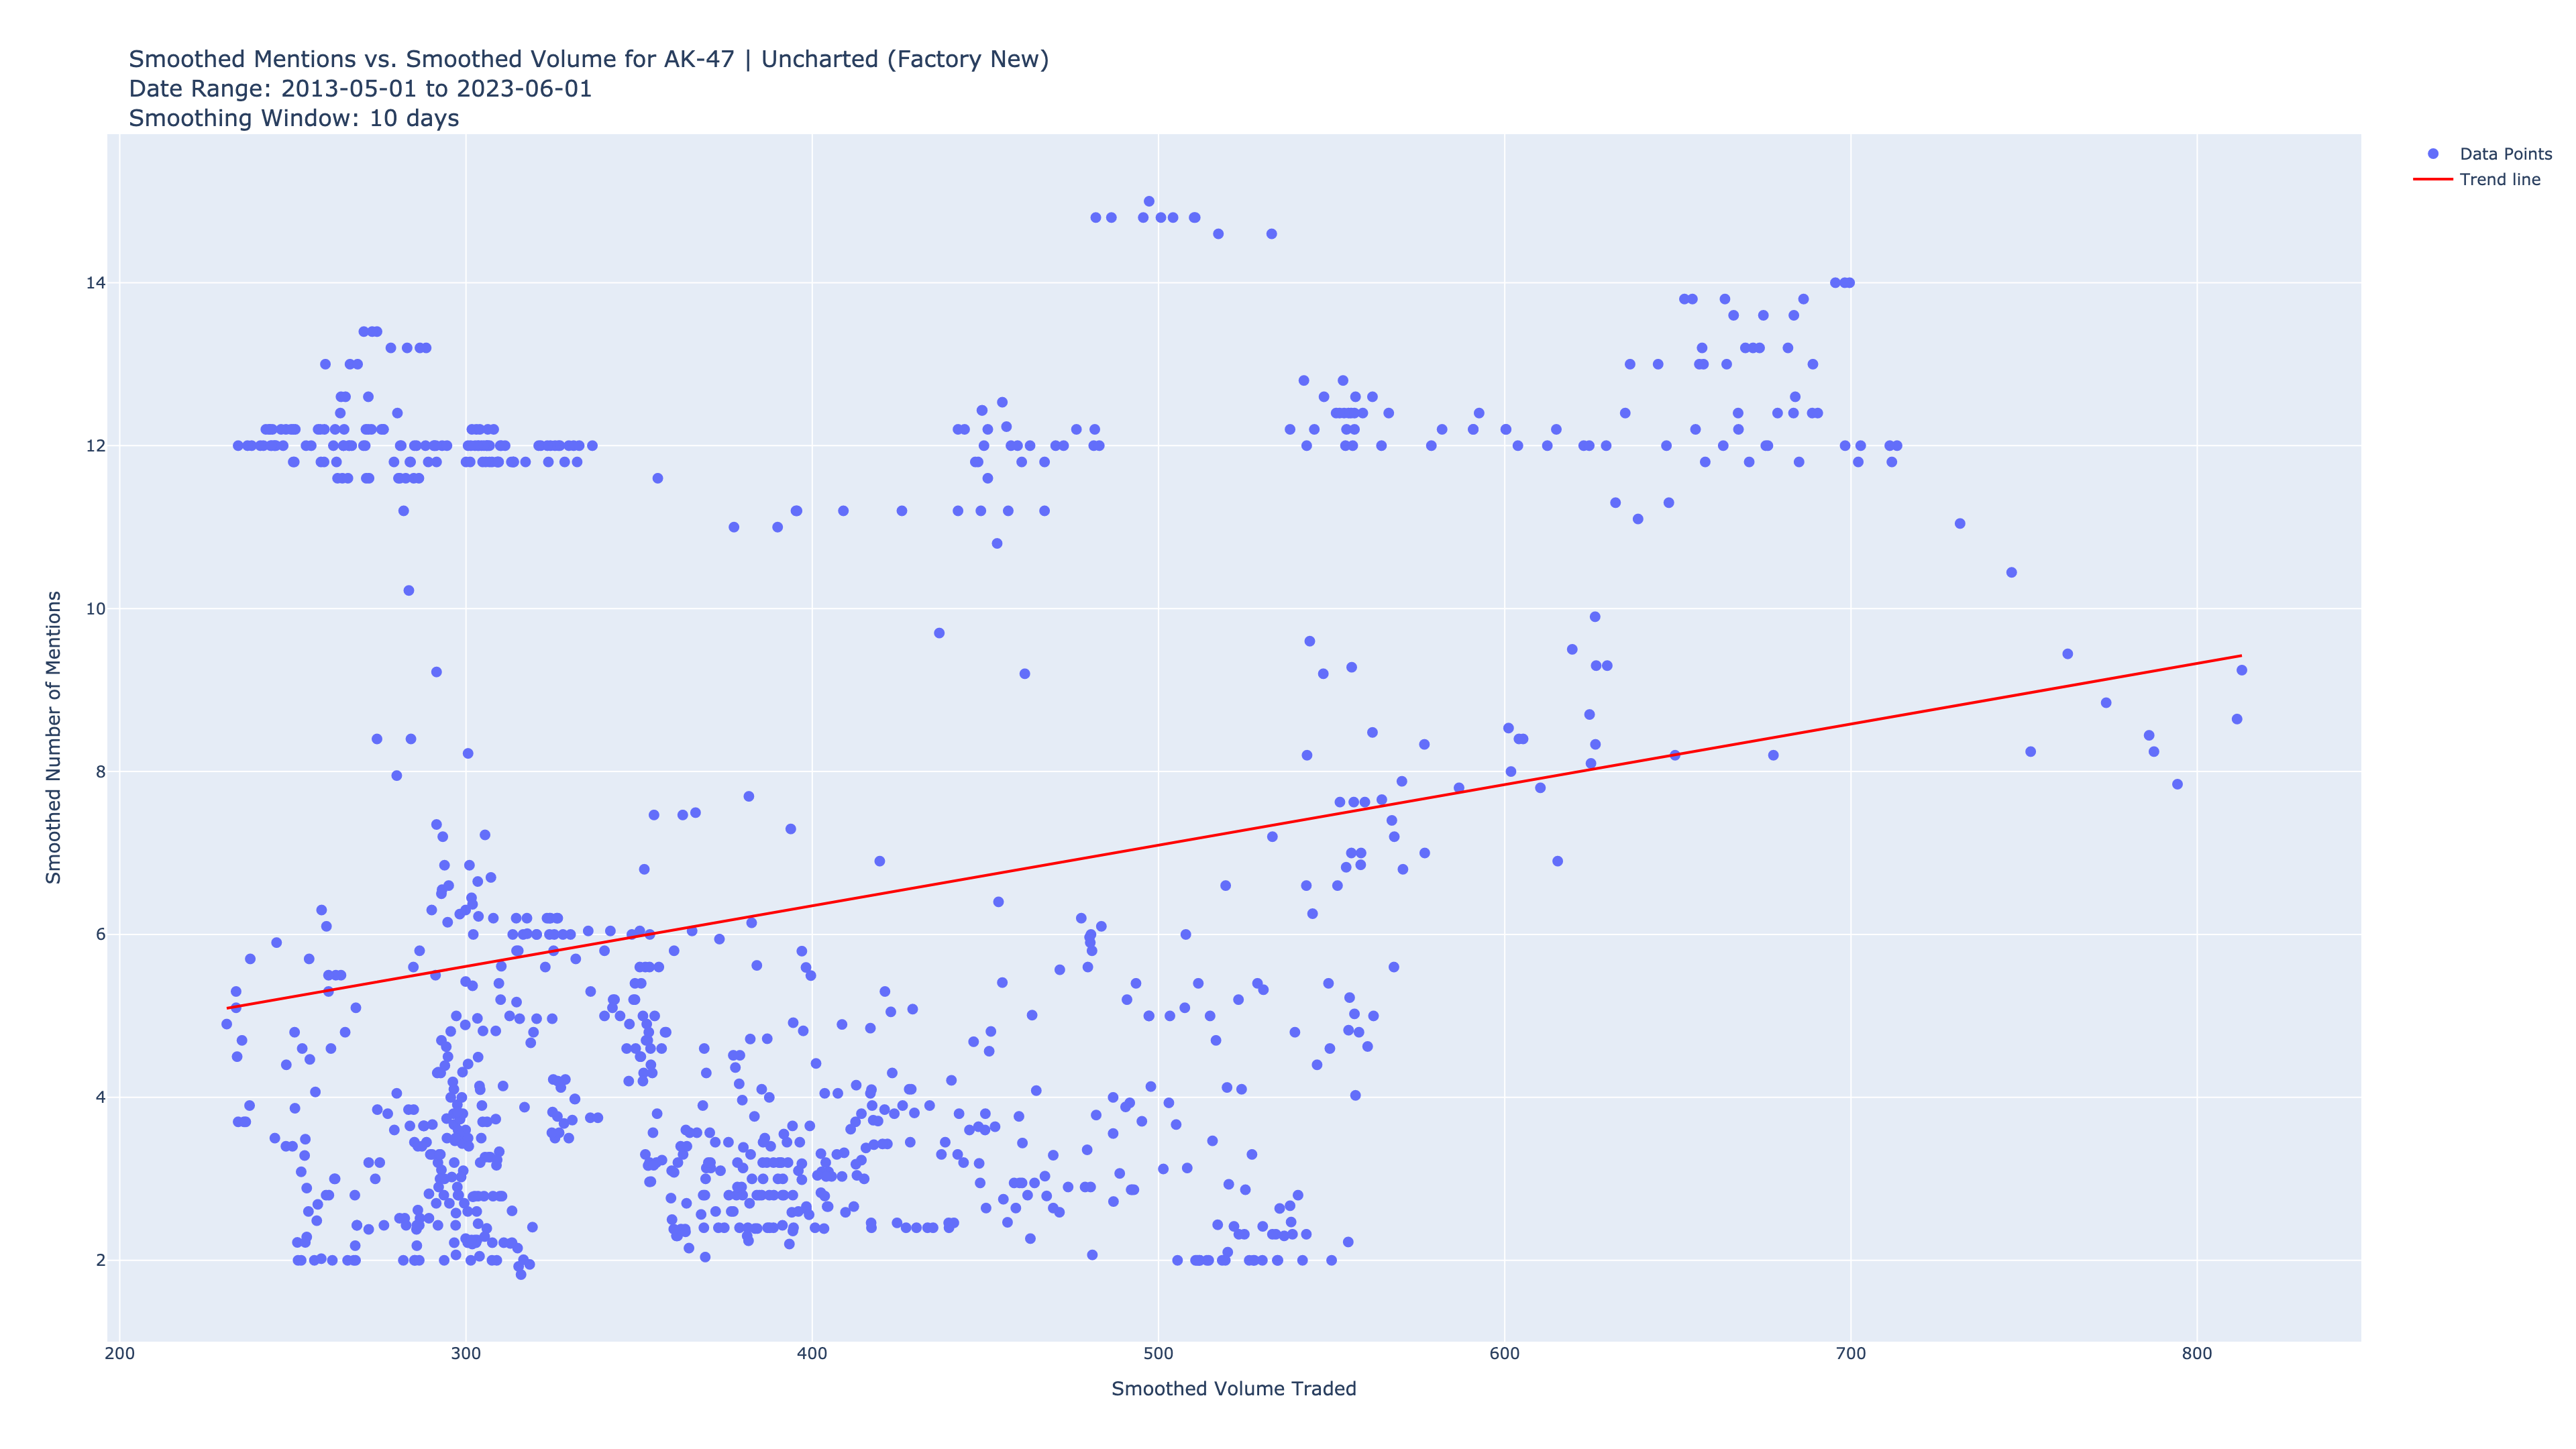 Smoothed Mentions vs. Smoothed Volume for AK-47 | Uncharted (Factory New)
Date Range: 2013-05-01 to 2023-06-01
Smoothing Window: 10 days
Data Points
Trend line
14
12
10
8
6
4
2
Smoothed Number of Mentions
200
300
400
500
600
700
800
Smoothed Volume Traded